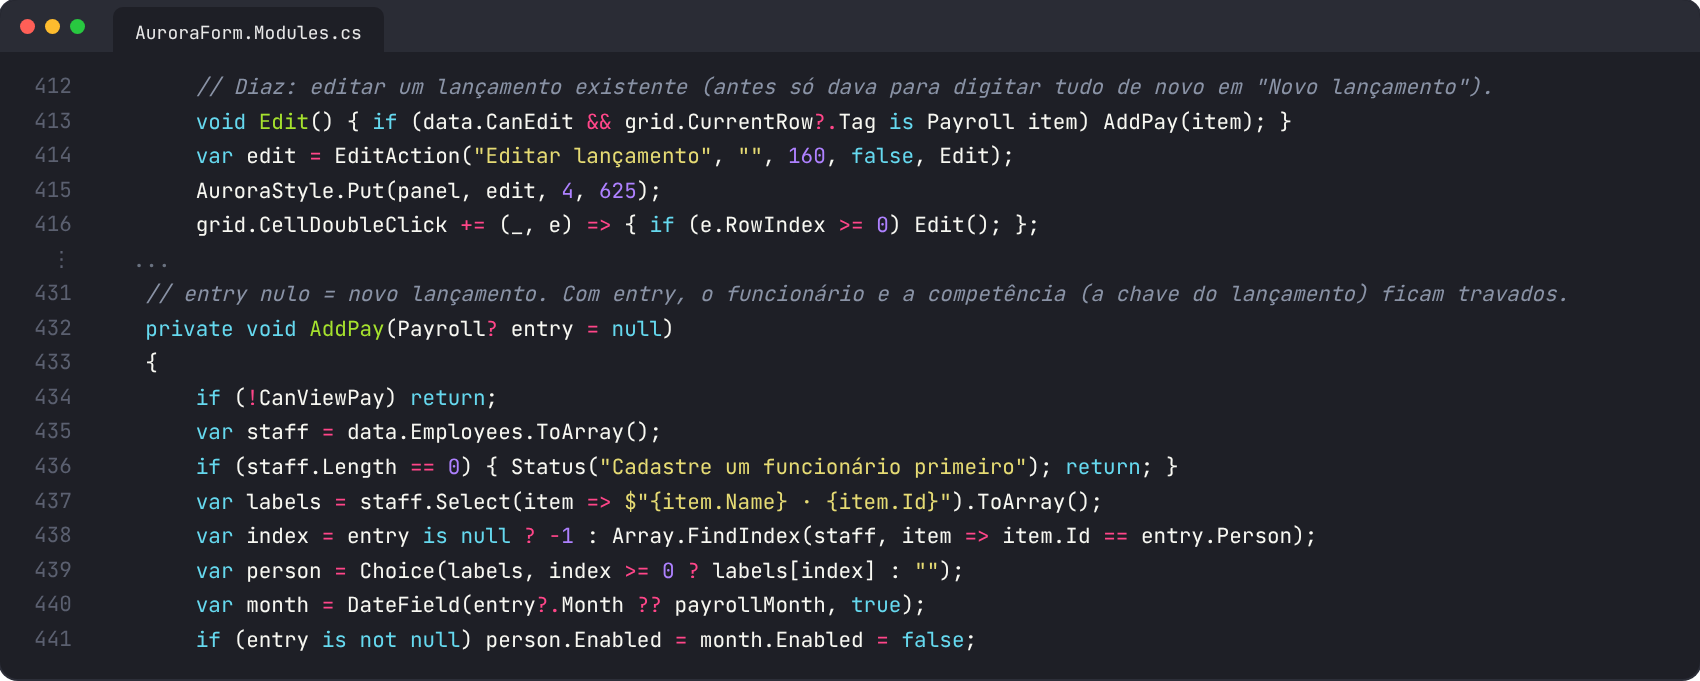 AuroraForm.Modules.cs
412 // Diaz: editar um lançamento existente (antes só dava para digitar tudo de novo em "Novo lançamento").
413 void Edit() { if (data.CanEdit && grid.CurrentRow?.Tag is Payroll item) AddPay(item); }
414 var edit = EditAction("Editar lançamento", "", 160, false, Edit);
415 AuroraStyle.Put(panel, edit, 4, 625);
416 grid.CellDoubleClick += (_, e) => { if (e.RowIndex >= 0) Edit(); };
⋮ ...
431 // entry nulo = novo lançamento. Com entry, o funcionário e a competência (a chave do lançamento) ficam travados.
432 private void AddPay(Payroll? entry = null)
433 {
434 if (!CanViewPay) return;
435 var staff = data.Employees.ToArray();
436 if (staff.Length == 0) { Status("Cadastre um funcionário primeiro"); return; }
437 var labels = staff.Select(item => $"{item.Name} · {item.Id}").ToArray();
438 var index = entry is null ? -1 : Array.FindIndex(staff, item => item.Id == entry.Person);
439 var person = Choice(labels, index >= 0 ? labels[index] : "");
440 var month = DateField(entry?.Month ?? payrollMonth, true);
441 if (entry is not null) person.Enabled = month.Enabled = false;